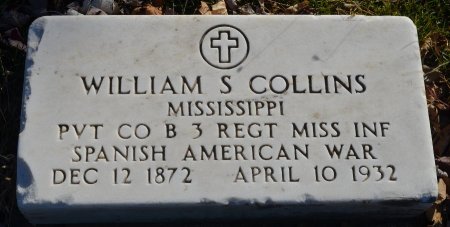 WILLIAM S COLLINS
MISSISSIPPI
PVT CO B 3 REGT MISS INF
SPANISH AMERICAN WAR
DEC 12 1872 APRIL 10 1932